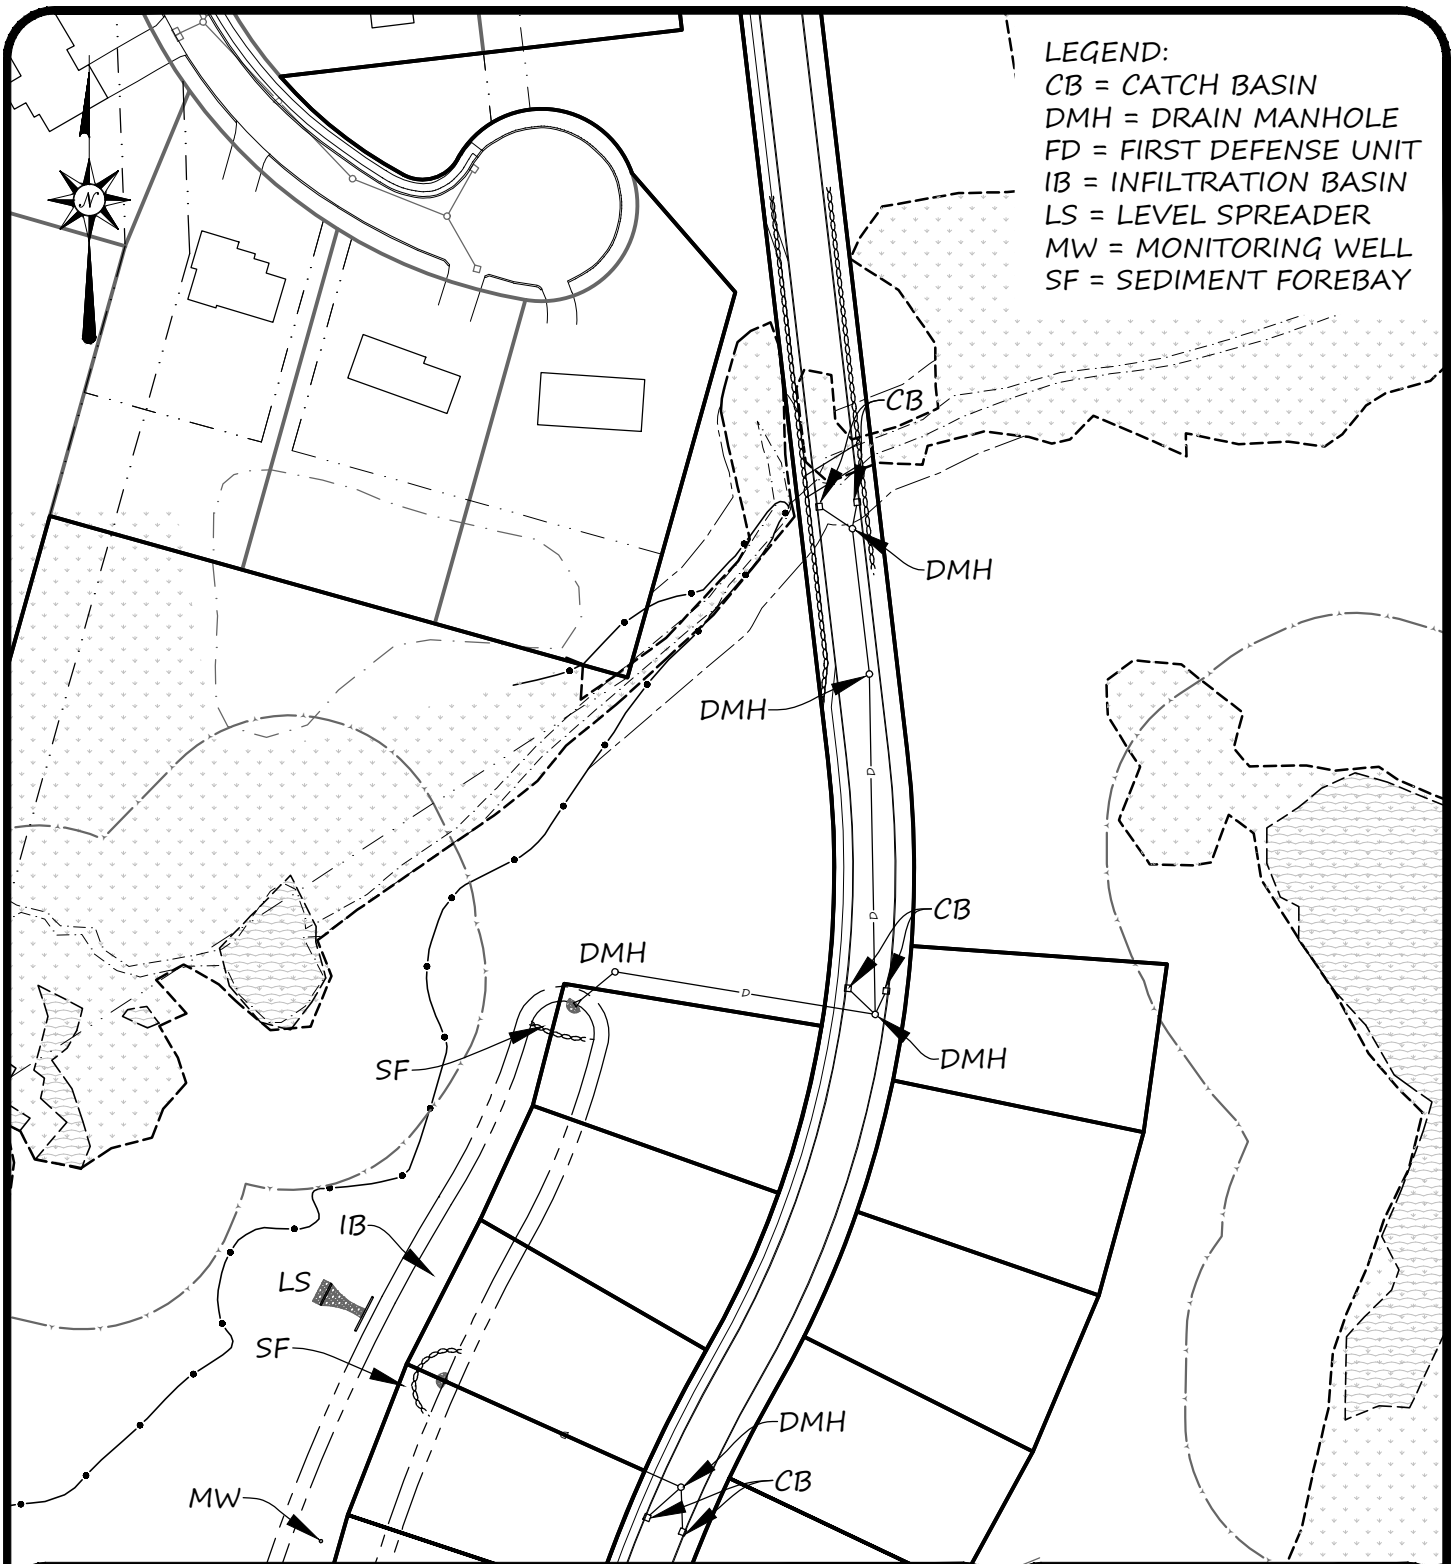 LEGEND:
CB = CATCH BASIN
DMH = DRAIN MANHOLE
FD = FIRST DEFENSE UNIT
IB = INFILTRATION BASIN
LS = LEVEL SPREADER
MW = MONITORING WELL
SF = SEDIMENT FOREBAY
N
CB
DMH
DMH
D
CB
D
DMH
D
DMH
SF
IB
LS
SF
DMH
CB
MW